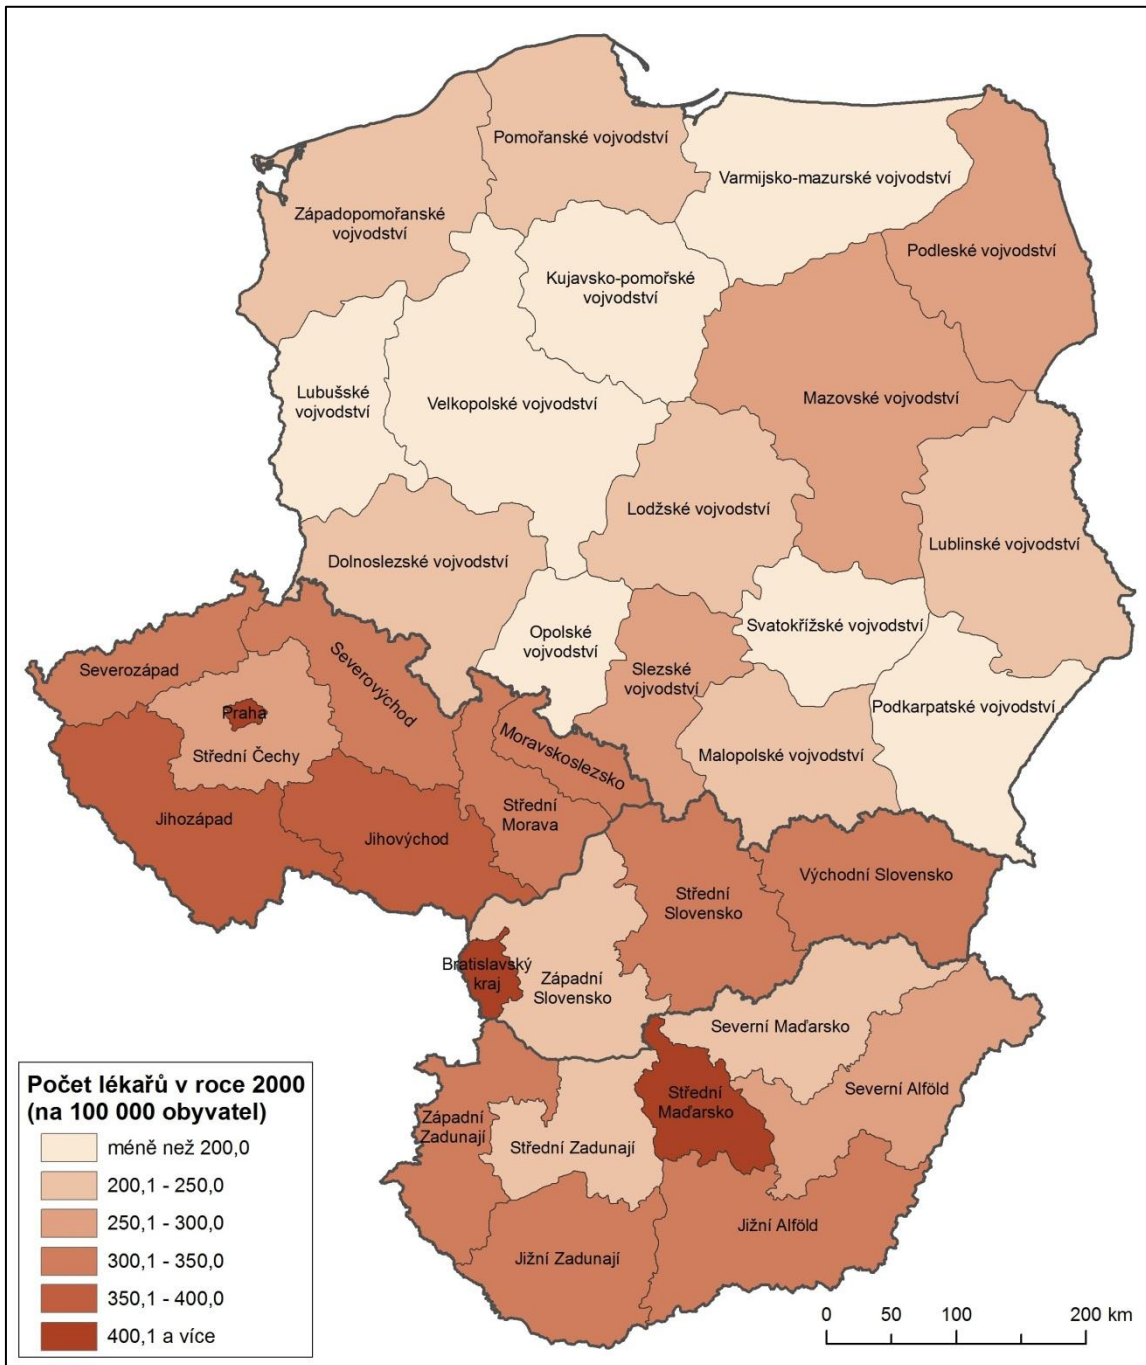 Pomořanské vojvodství
Varmijsko-mazurské vojvodství
Západopomořanské
vojvodství
Podleské vojvodství
Kujavsko-pomořské
vojvodství
Lubušské
vojvodství
Velkopolské vojvodství
Mazovské vojvodství
Lodžské vojvodství
Lublinské vojvodství
Dolnoslezské vojvodství
Opolské
vojvodství
Svatokřížské vojvodství
Slezské
vojvodství
Severozápad
Severovýchod
Praha
Střední Čechy
Podkarpatské vojvodství
Malopolské vojvodství
Moravskoslezsko
Jihozápad
Jihovýchod
Střední
Morava
Střední
Slovensko
Východní Slovensko
Bratislavský
kraj
Západní
Slovensko
Severní Maďarsko
Severní Alföld
Střední
Maďarsko
Západní
Zadunají
Střední Zadunají
Jižní Zadunají
Jižní Alföld
Počet lékařů v roce 2000
(na 100 000 obyvatel)
méně než 200,0
200,1 - 250,0
250,1 - 300,0
300,1 - 350,0
350,1 - 400,0
400,1 a více
0 50 100 200 km